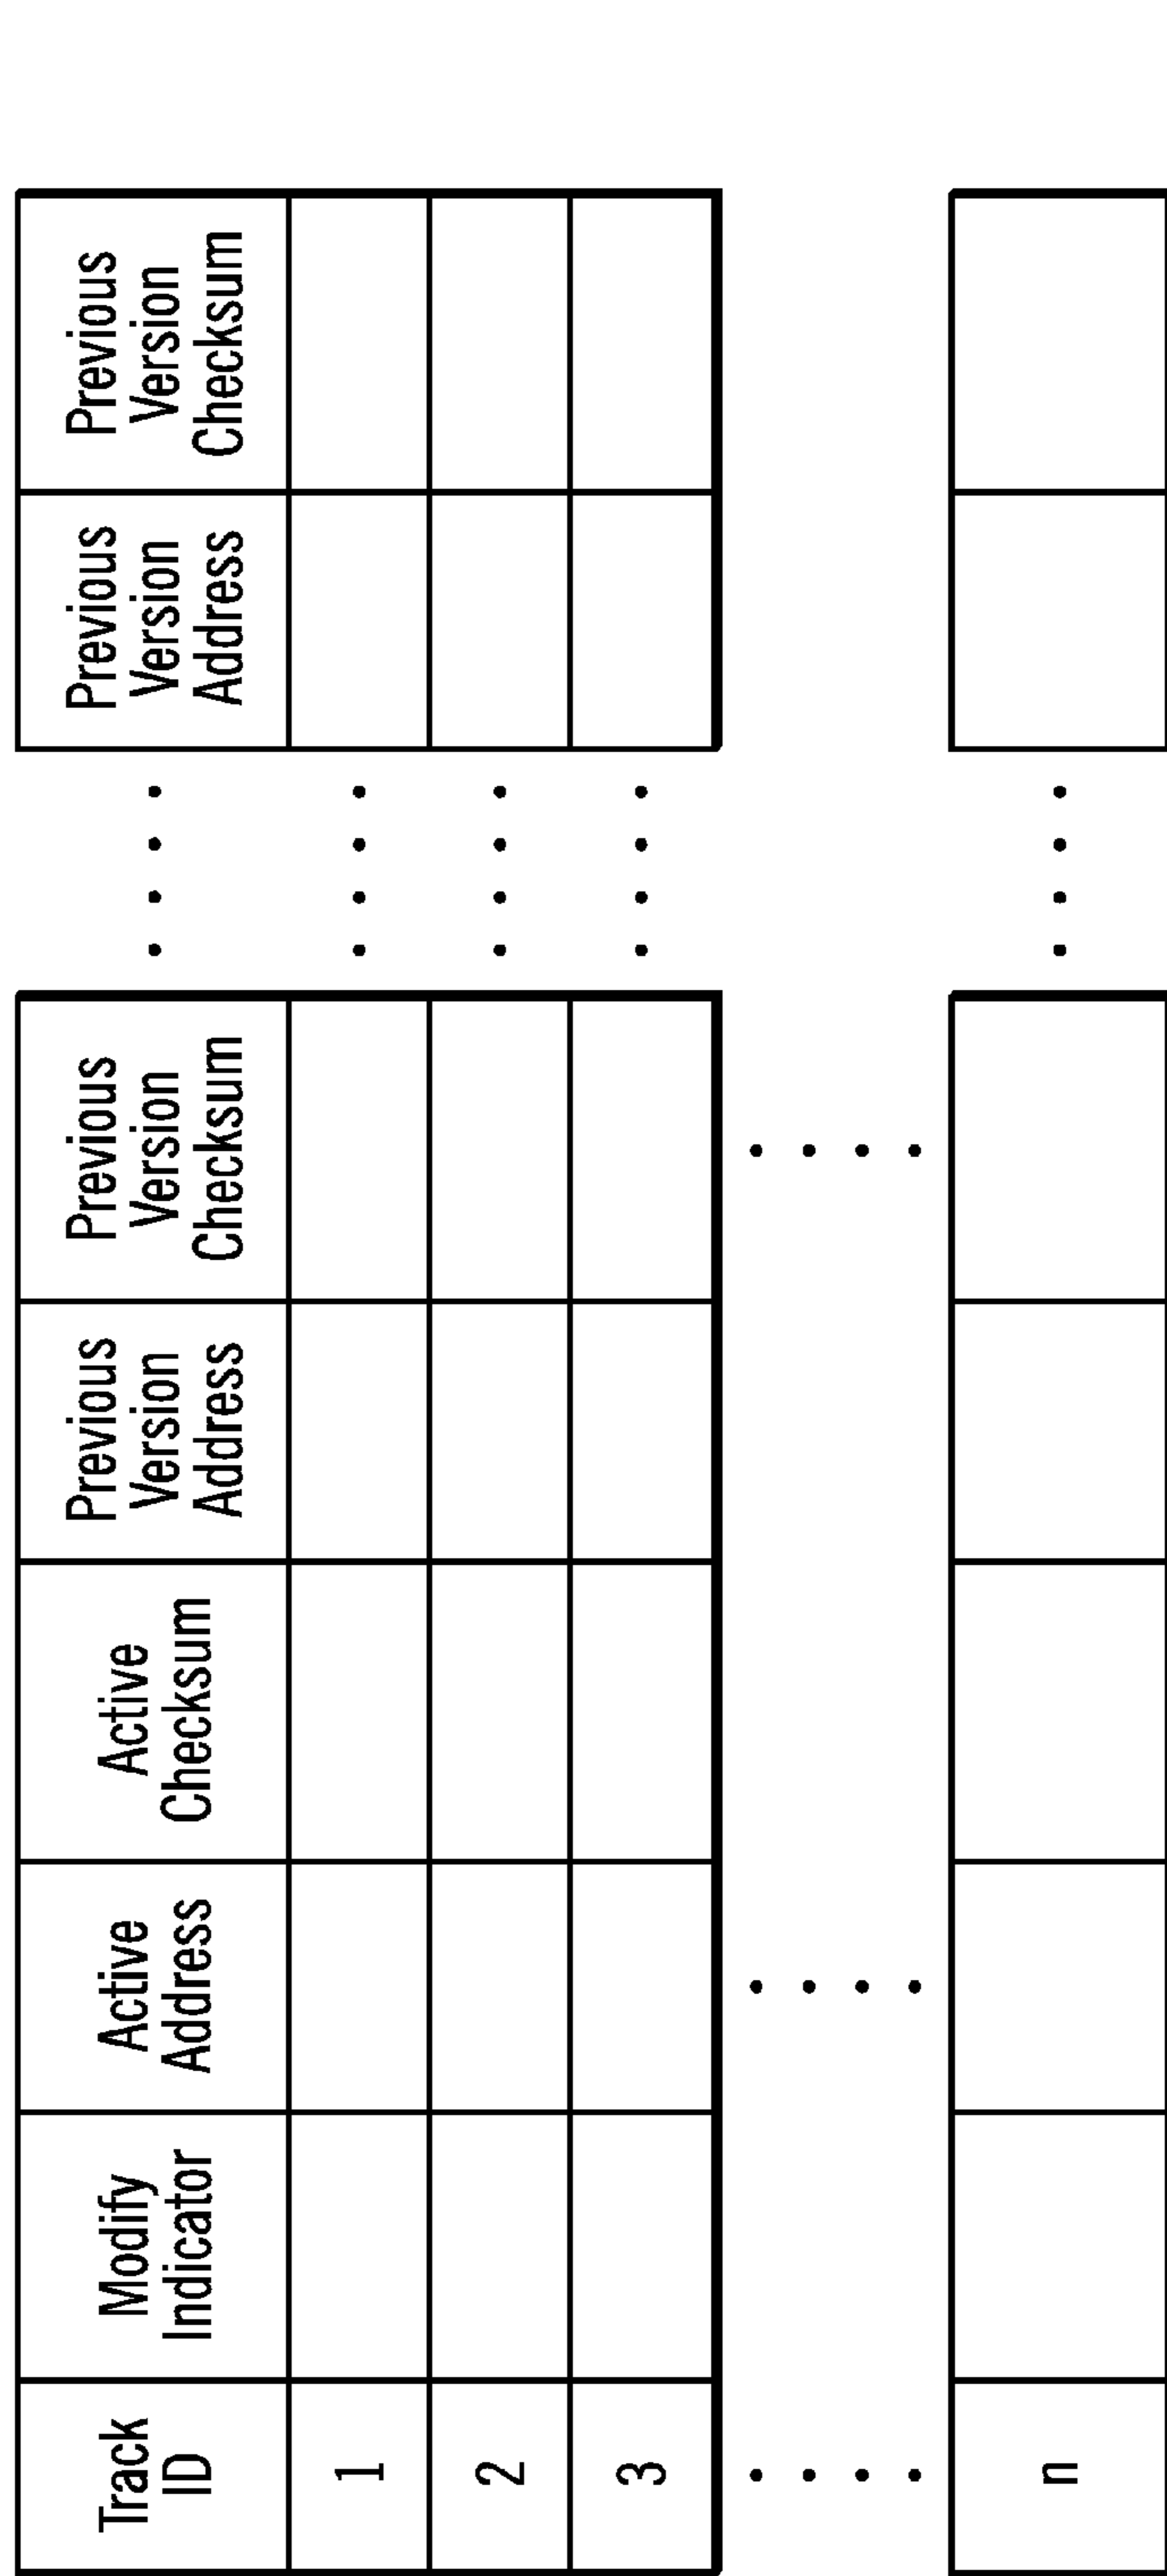 Track
ID
Modify
Indicator
Active
Address
Active
Checksum
Previous
Version
Address
Previous
Version
Checksum
Previous
Version
Address
Previous
Version
Checksum
1
2
3
n